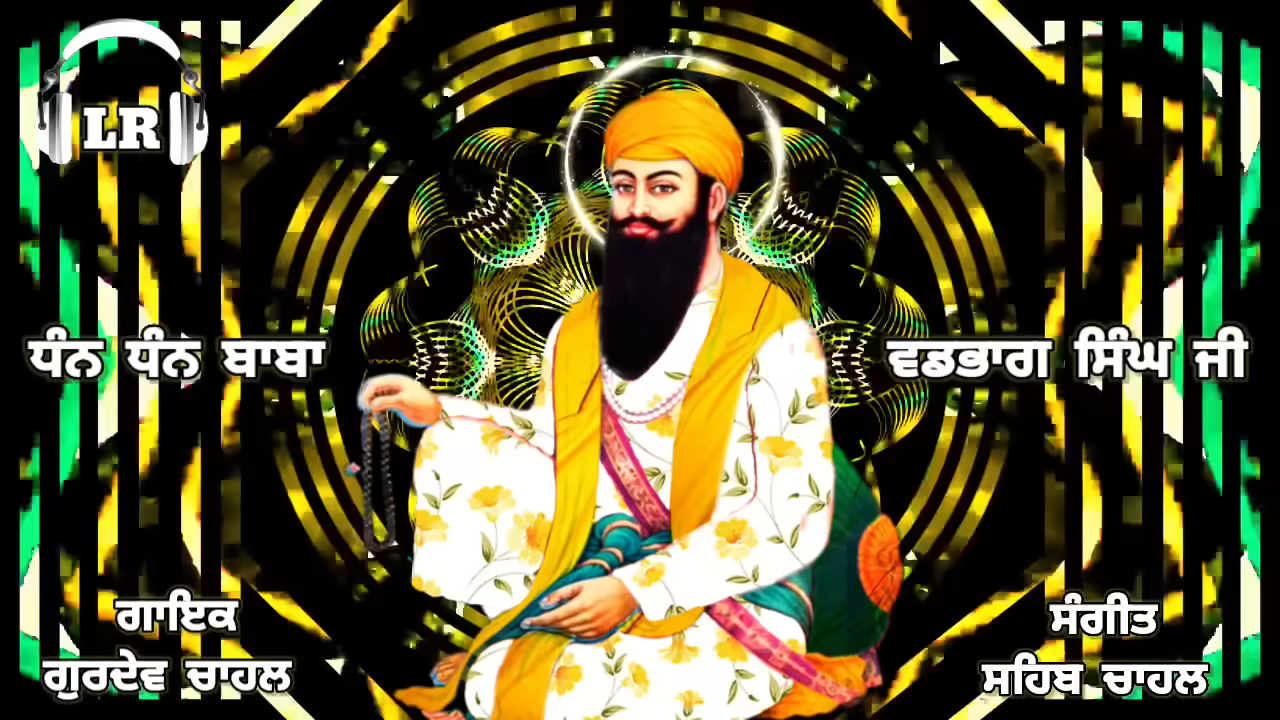 LR
ਧੰਨ ਧੰਨ ਬਾਬਾ
ਵਡਭਾਗ ਸਿੰਘ ਜੀ
ਗਾਇਕ
ਗੁਰਦੇਵ ਚਾਹਲ
ਸੰਗੀਤ
ਸਹਿਬ ਚਾਹਲ